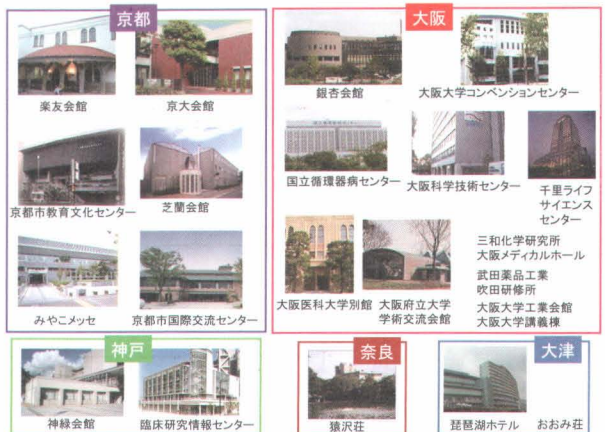 京都
楽友会館
京大会館
京都市教育文化センター
芝蘭会館
みやこメッセ
京都市国際交流センター
大阪
銀杏会館
大阪大学コンベンションセンター
国立循環器病センター
大阪科学技術センター
千里ライフ
サイエンス
センター
大阪医科大学別館
大阪府立大学
学術交流会館
三和化学研究所
大阪メディカルホール
武田薬品工業
吹田研修所
大阪大学工業会館
大阪大学講義棟
神戸
神緑会館
臨床研究情報センター
奈良
猿沢荘
大津
琵琶湖ホテル
おおみ荘